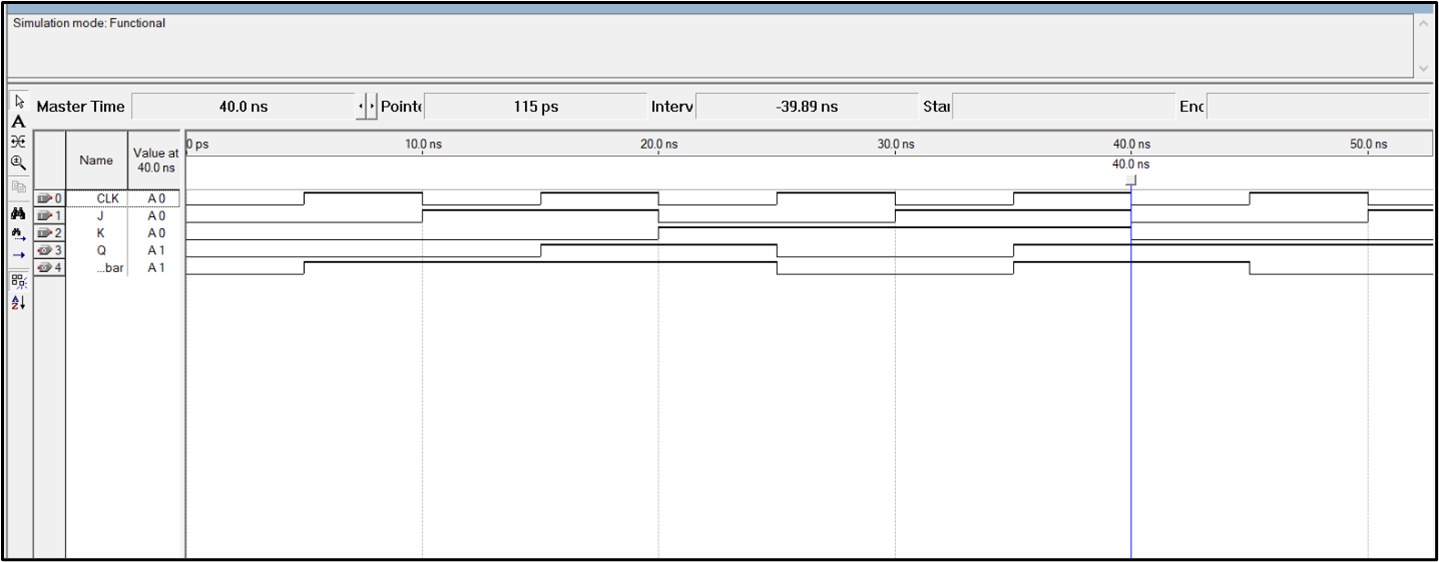 Simulation mode: Functional
Master Time 40.0 ns Pointe 115 ps Interv -39.89 ns Star End
0 ps 10.0 ns 20.0 ns 30.0 ns 40.0 ns 50.0 ns
40.0 ns
Name Value at
40.0 ns
0 CLK A 0
1 J A 0
2 K A 0
3 Q A 1
4 ...bar A 1